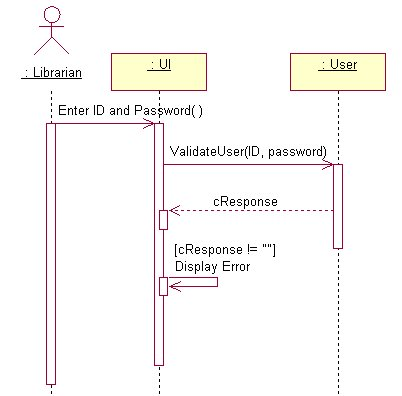 : Librarian
: UI
: User
Enter ID and Password( )
ValidateUser(ID, password)
cResponse
[cResponse != ""]
Display Error